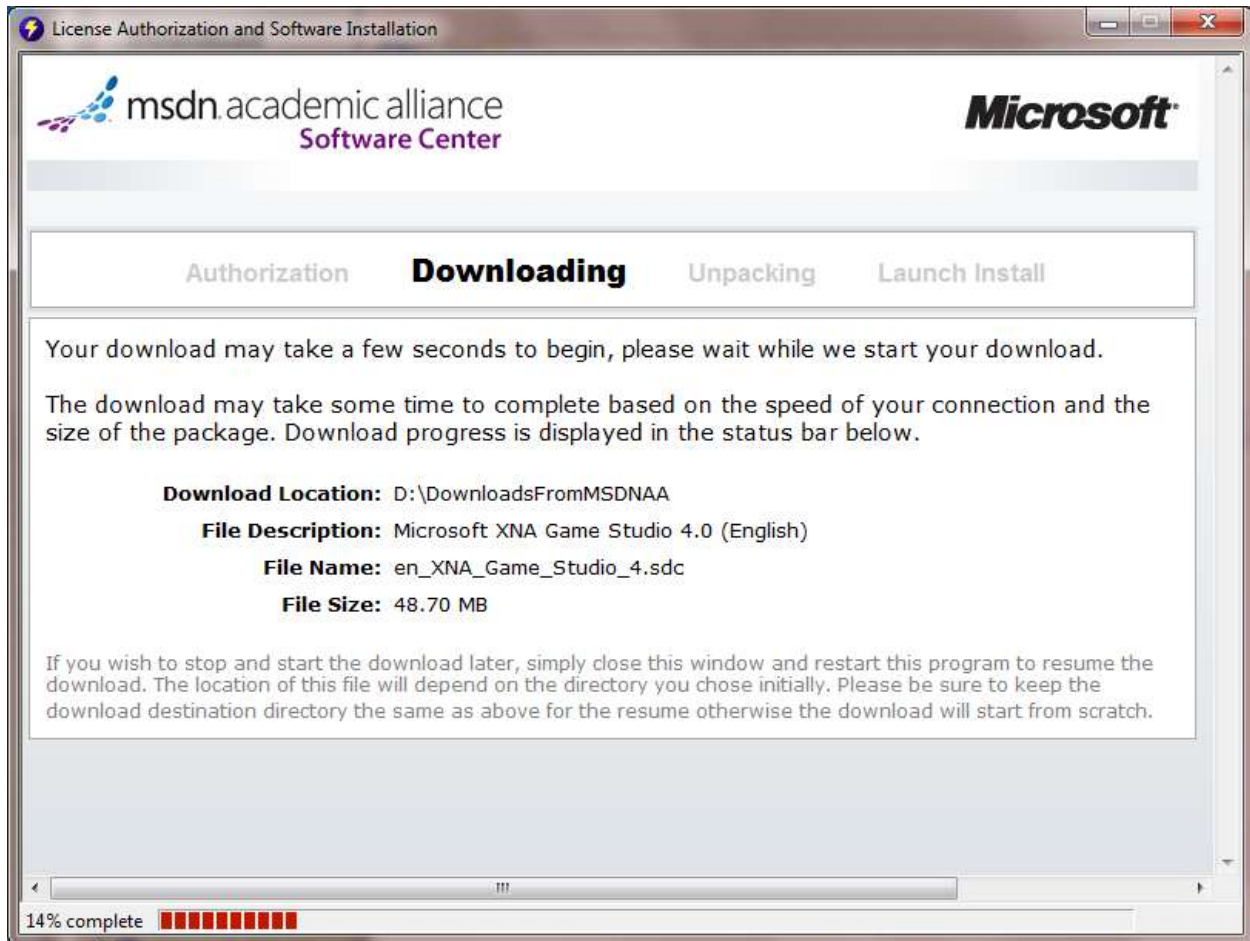 License Authorization and Software Installation
msdn academic alliance
Software Center
Microsoft
Authorization Downloading Unpacking Launch Install
Your download may take a few seconds to begin, please wait while we start your download.
The download may take some time to complete based on the speed of your connection and the
size of the package. Download progress is displayed in the status bar below.
Download Location: D:\DownloadsFromMSDNAA
File Description: Microsoft XNA Game Studio 4.0 (English)
File Name: en_XNA_Game_Studio_4.sdc
File Size: 48.70 MB
If you wish to stop and start the download later, simply close this window and restart this program to resume the
download. The location of this file will depend on the directory you chose initially. Please be sure to keep the
download destination directory the same as above for the resume otherwise the download will start from scratch.
14% complete